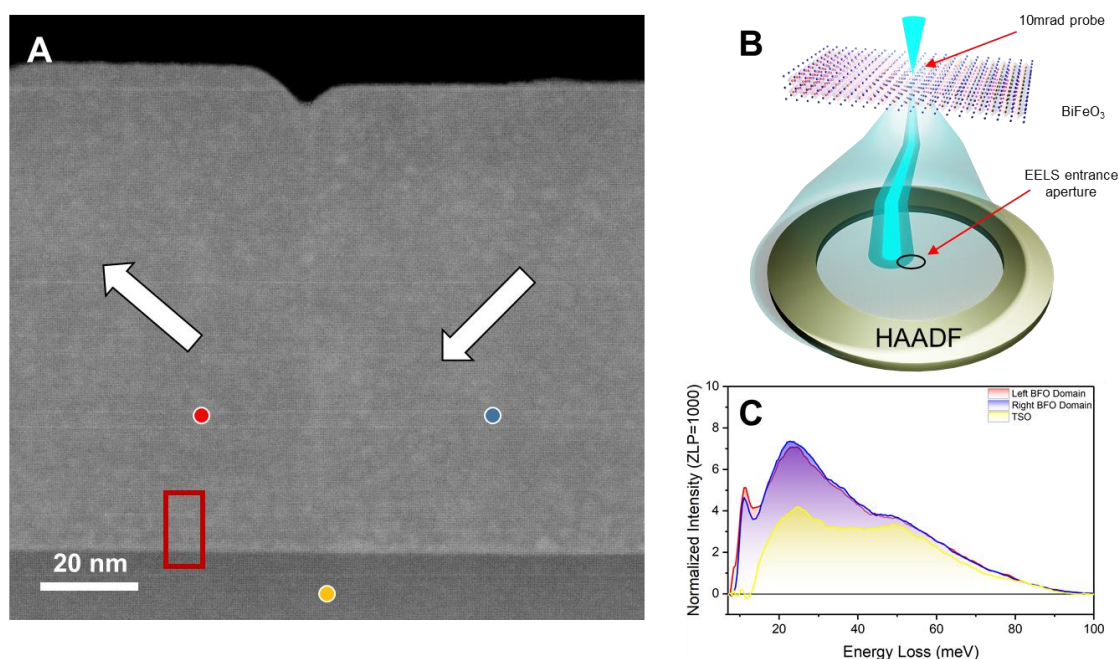 A
20 nm
B
10mrad probe
BiFeO₃
EELS entrance
aperture
HAADF
C
Left BFO Domain
Right BFO Domain
TSO
Normalized Intensity (ZLP=1000)
10
8
6
4
2
0
20 40 60 80 100
Energy Loss (meV)